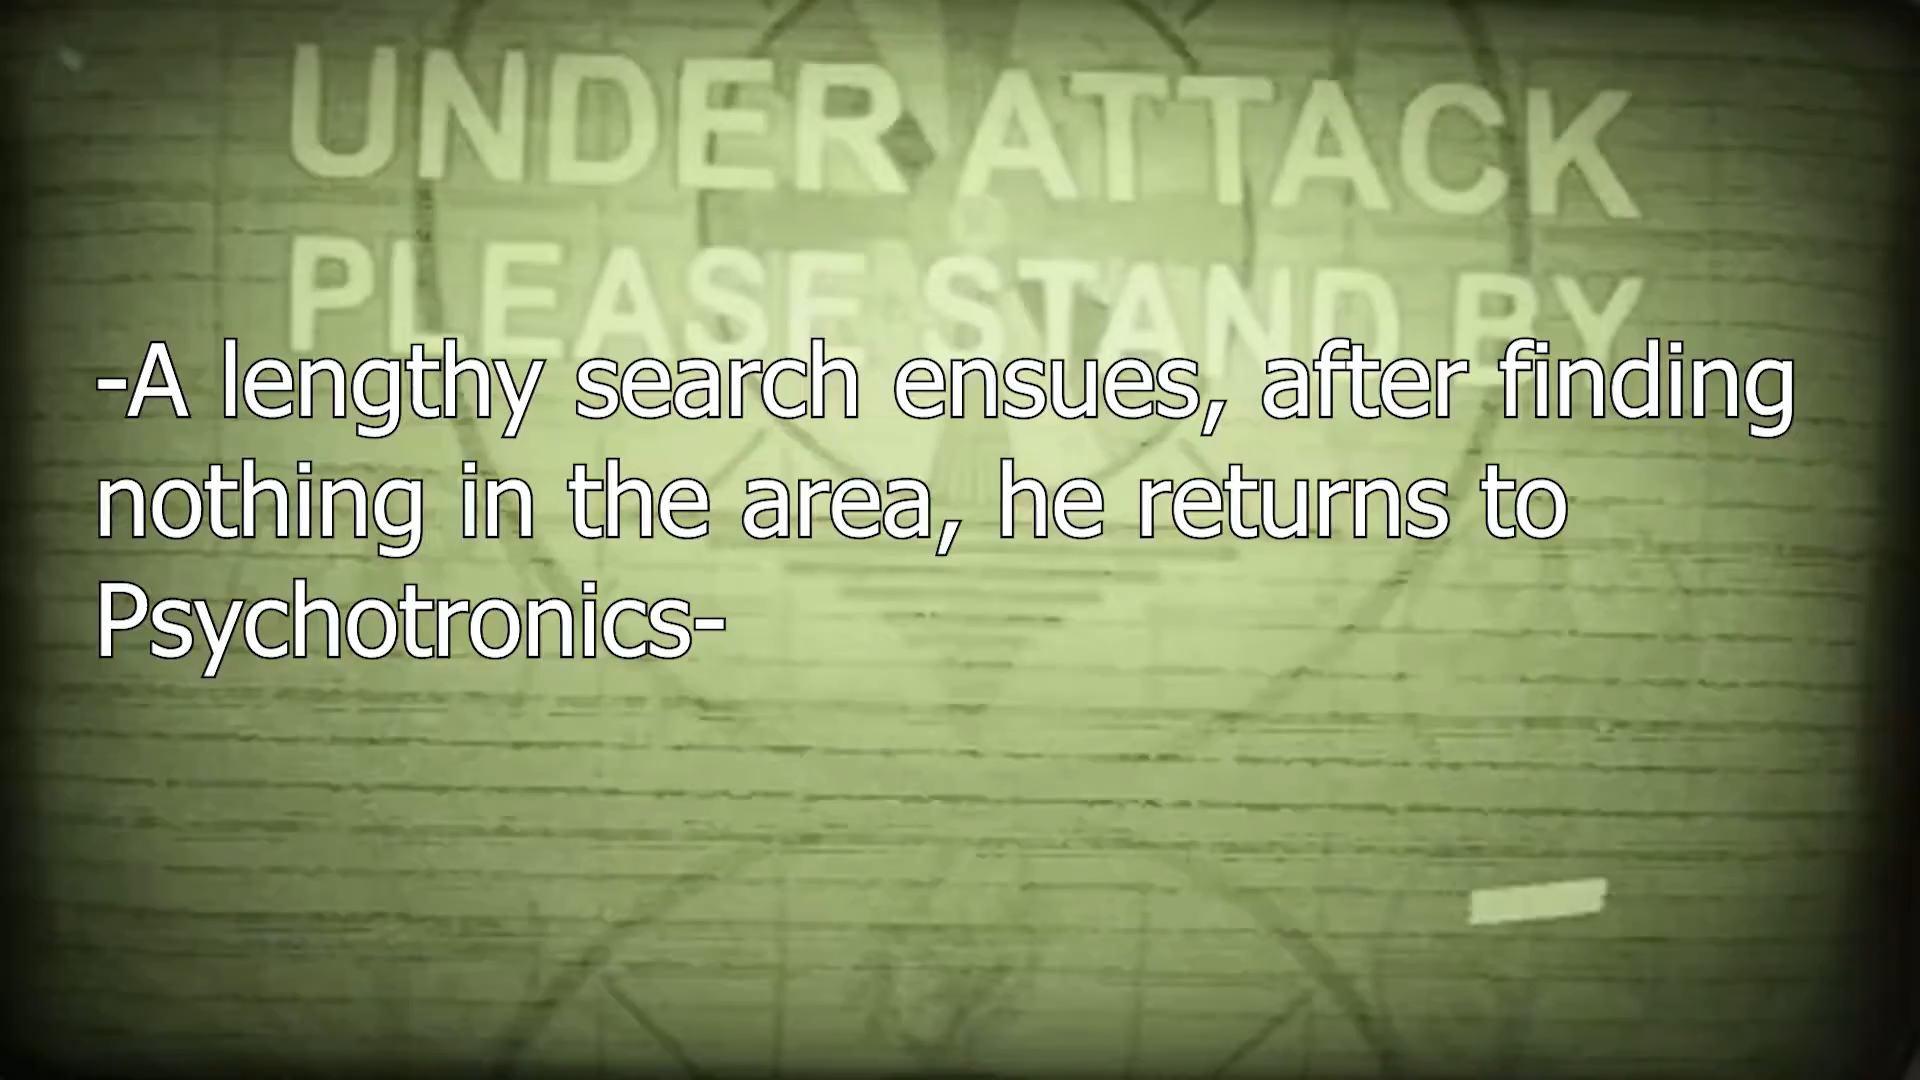 UNDER ATTACK
PLEASE STAND BY
-A lengthy search ensues, after finding
nothing in the area, he returns to
Psychotronics-